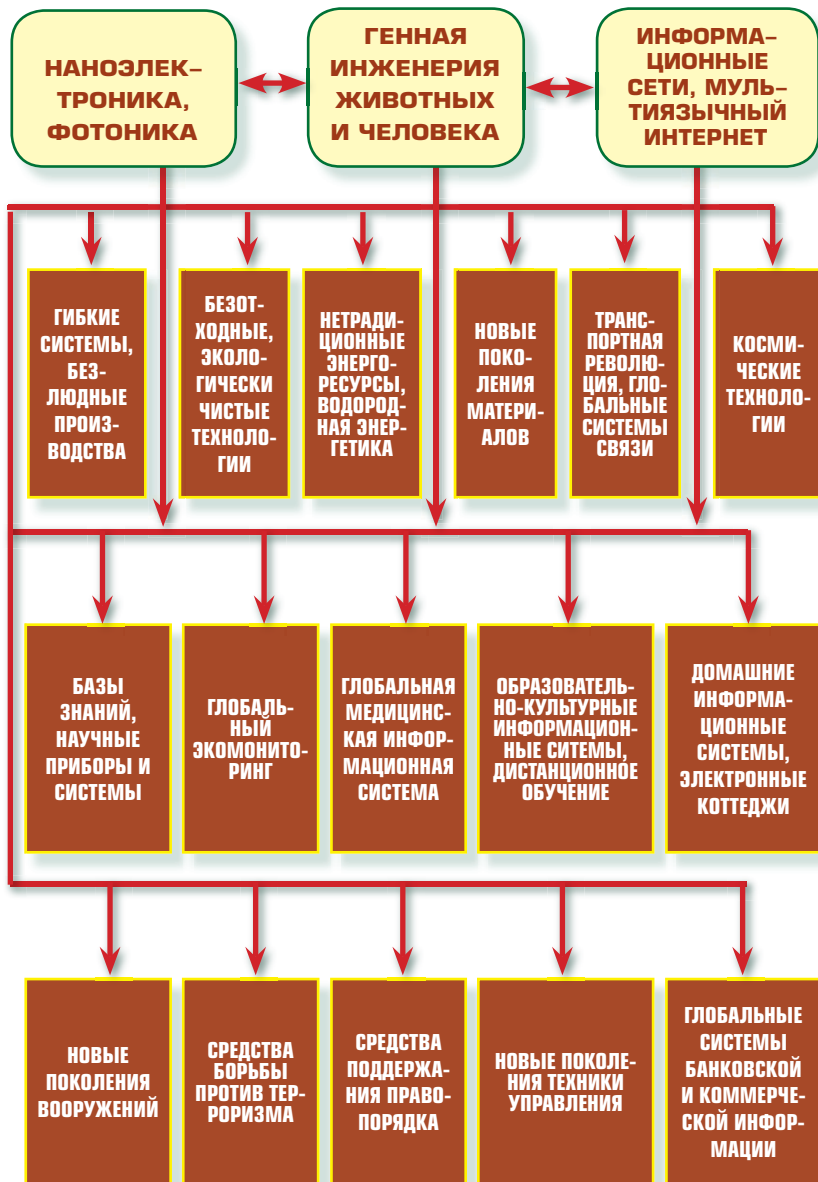 НАНОЭЛЕК–
ТРОНИКА,
ФОТОНИКА
ГЕННАЯ
ИНЖЕНЕРИЯ
ЖИВОТНЫХ
И ЧЕЛОВЕКА
ИНФОРМА–
ЦИОННЫЕ
СЕТИ, МУЛЬ–
ТИЯЗЫЧНЫЙ
ИНТЕРНЕТ
ГИБКИЕ
СИСТЕМЫ,
БЕЗ-
ЛЮДНЫЕ
ПРОИЗ-
ВОДСТВА
БЕЗОТ-
ХОДНЫЕ,
ЭКОЛО-
ГИЧЕСКИ
ЧИСТЫЕ
ТЕХНОЛО-
ГИИ
НЕТРАДИ-
ЦИОННЫЕ
ЭНЕРГО-
РЕСУРСЫ,
ВОДОРОД-
НАЯ ЭНЕР-
ГЕТИКА
НОВЫЕ
ПОКО-
ЛЕНИЯ
МАТЕРИ-
АЛОВ
ТРАНС-
ПОРТНАЯ
РЕВОЛЮ-
ЦИЯ, ГЛО-
БАЛЬНЫЕ
СИСТЕМЫ
СВЯЗИ
КОСМИ-
ЧЕСКИЕ
ТЕХНОЛО-
ГИИ
БАЗЫ
ЗНАНИЙ,
НАУЧНЫЕ
ПРИБОРЫ И
СИСТЕМЫ
ГЛОБАЛЬ-
НЫЙ
ЭКОМОНИТО-
РИНГ
ГЛОБАЛЬНАЯ
МЕДИЦИНС-
КАЯ ИНФОР-
МАЦИОННАЯ
СИСТЕМА
ОБРАЗОВАТЕЛЬ-
НО-КУЛЬТУРНЫЕ
ИНФОРМАЦИОН-
НЫЕ СИТЕМЫ,
ДИСТАНЦИОННОЕ
ОБУЧЕНИЕ
ДОМАШНИЕ
ИНФОРМА-
ЦИОННЫЕ
СИСТЕМЫ,
ЭЛЕКТРОННЫЕ
КОТТЕДЖИ
НОВЫЕ
ПОКОЛЕНИЯ
ВООРУЖЕНИЙ
СРЕДСТВА
БОРЬБЫ
ПРОТИВ ТЕР-
РОРИЗМА
СРЕДСТВА
ПОДДЕРЖА-
НИЯ ПРАВО-
ПОРЯДКА
НОВЫЕ ПОКОЛЕ-
НИЯ ТЕХНИКИ
УПРАВЛЕНИЯ
ГЛОБАЛЬНЫЕ
СИСТЕМЫ
БАНКОВСКОЙ
И КОММЕРЧЕ-
СКОЙ ИНФОР-
МАЦИИ